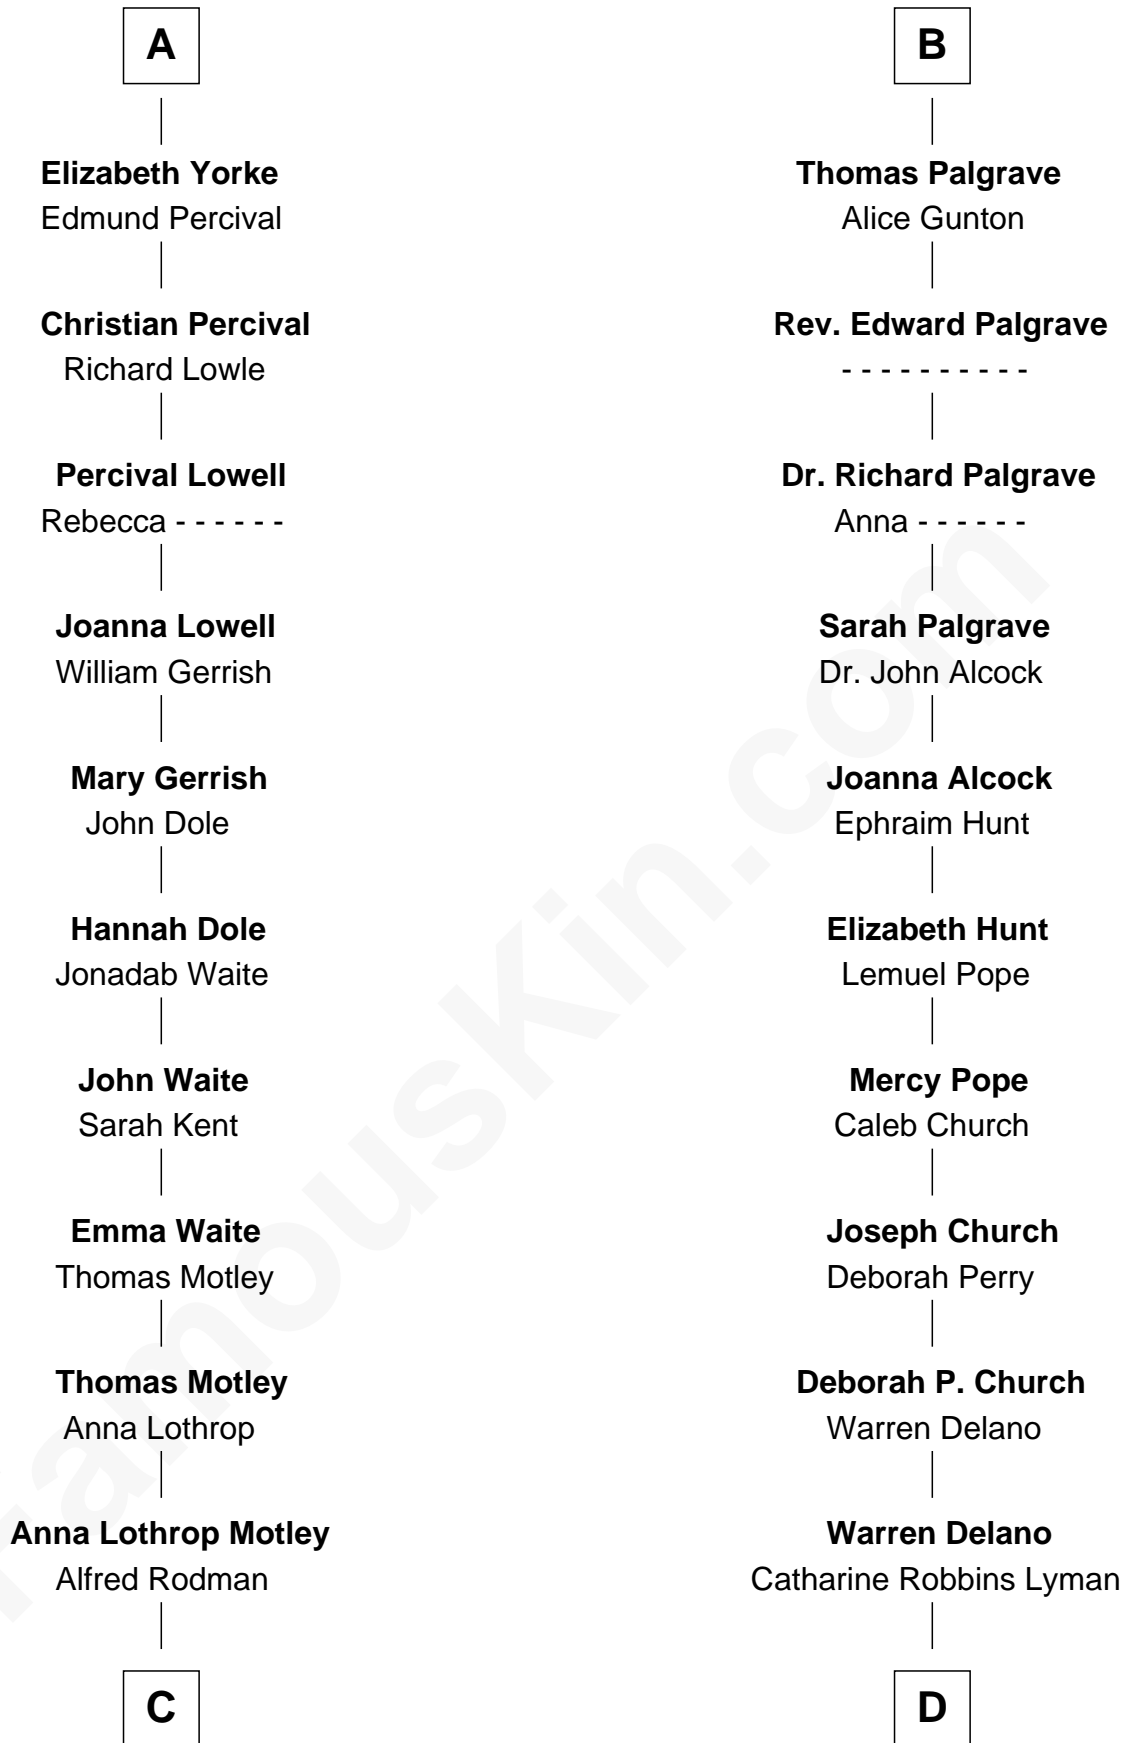 A
Elizabeth Yorke
Edmund Percival
Christian Percival
Richard Lowle
Percival Lowell
Rebecca - - - - - -
Joanna Lowell
William Gerrish
Mary Gerrish
John Dole
Hannah Dole
Jonadab Waite
John Waite
Sarah Kent
Emma Waite
Thomas Motley
Thomas Motley
Anna Lothrop
Anna Lothrop Motley
Alfred Rodman
C
B
Thomas Palgrave
Alice Gunton
Rev. Edward Palgrave
- - - - - - - - - -
Dr. Richard Palgrave
Anna - - - - - -
Sarah Palgrave
Dr. John Alcock
Joanna Alcock
Ephraim Hunt
Elizabeth Hunt
Lemuel Pope
Mercy Pope
Caleb Church
Joseph Church
Deborah Perry
Deborah P. Church
Warren Delano
Warren Delano
Catharine Robbins Lyman
D
FamousKin.com